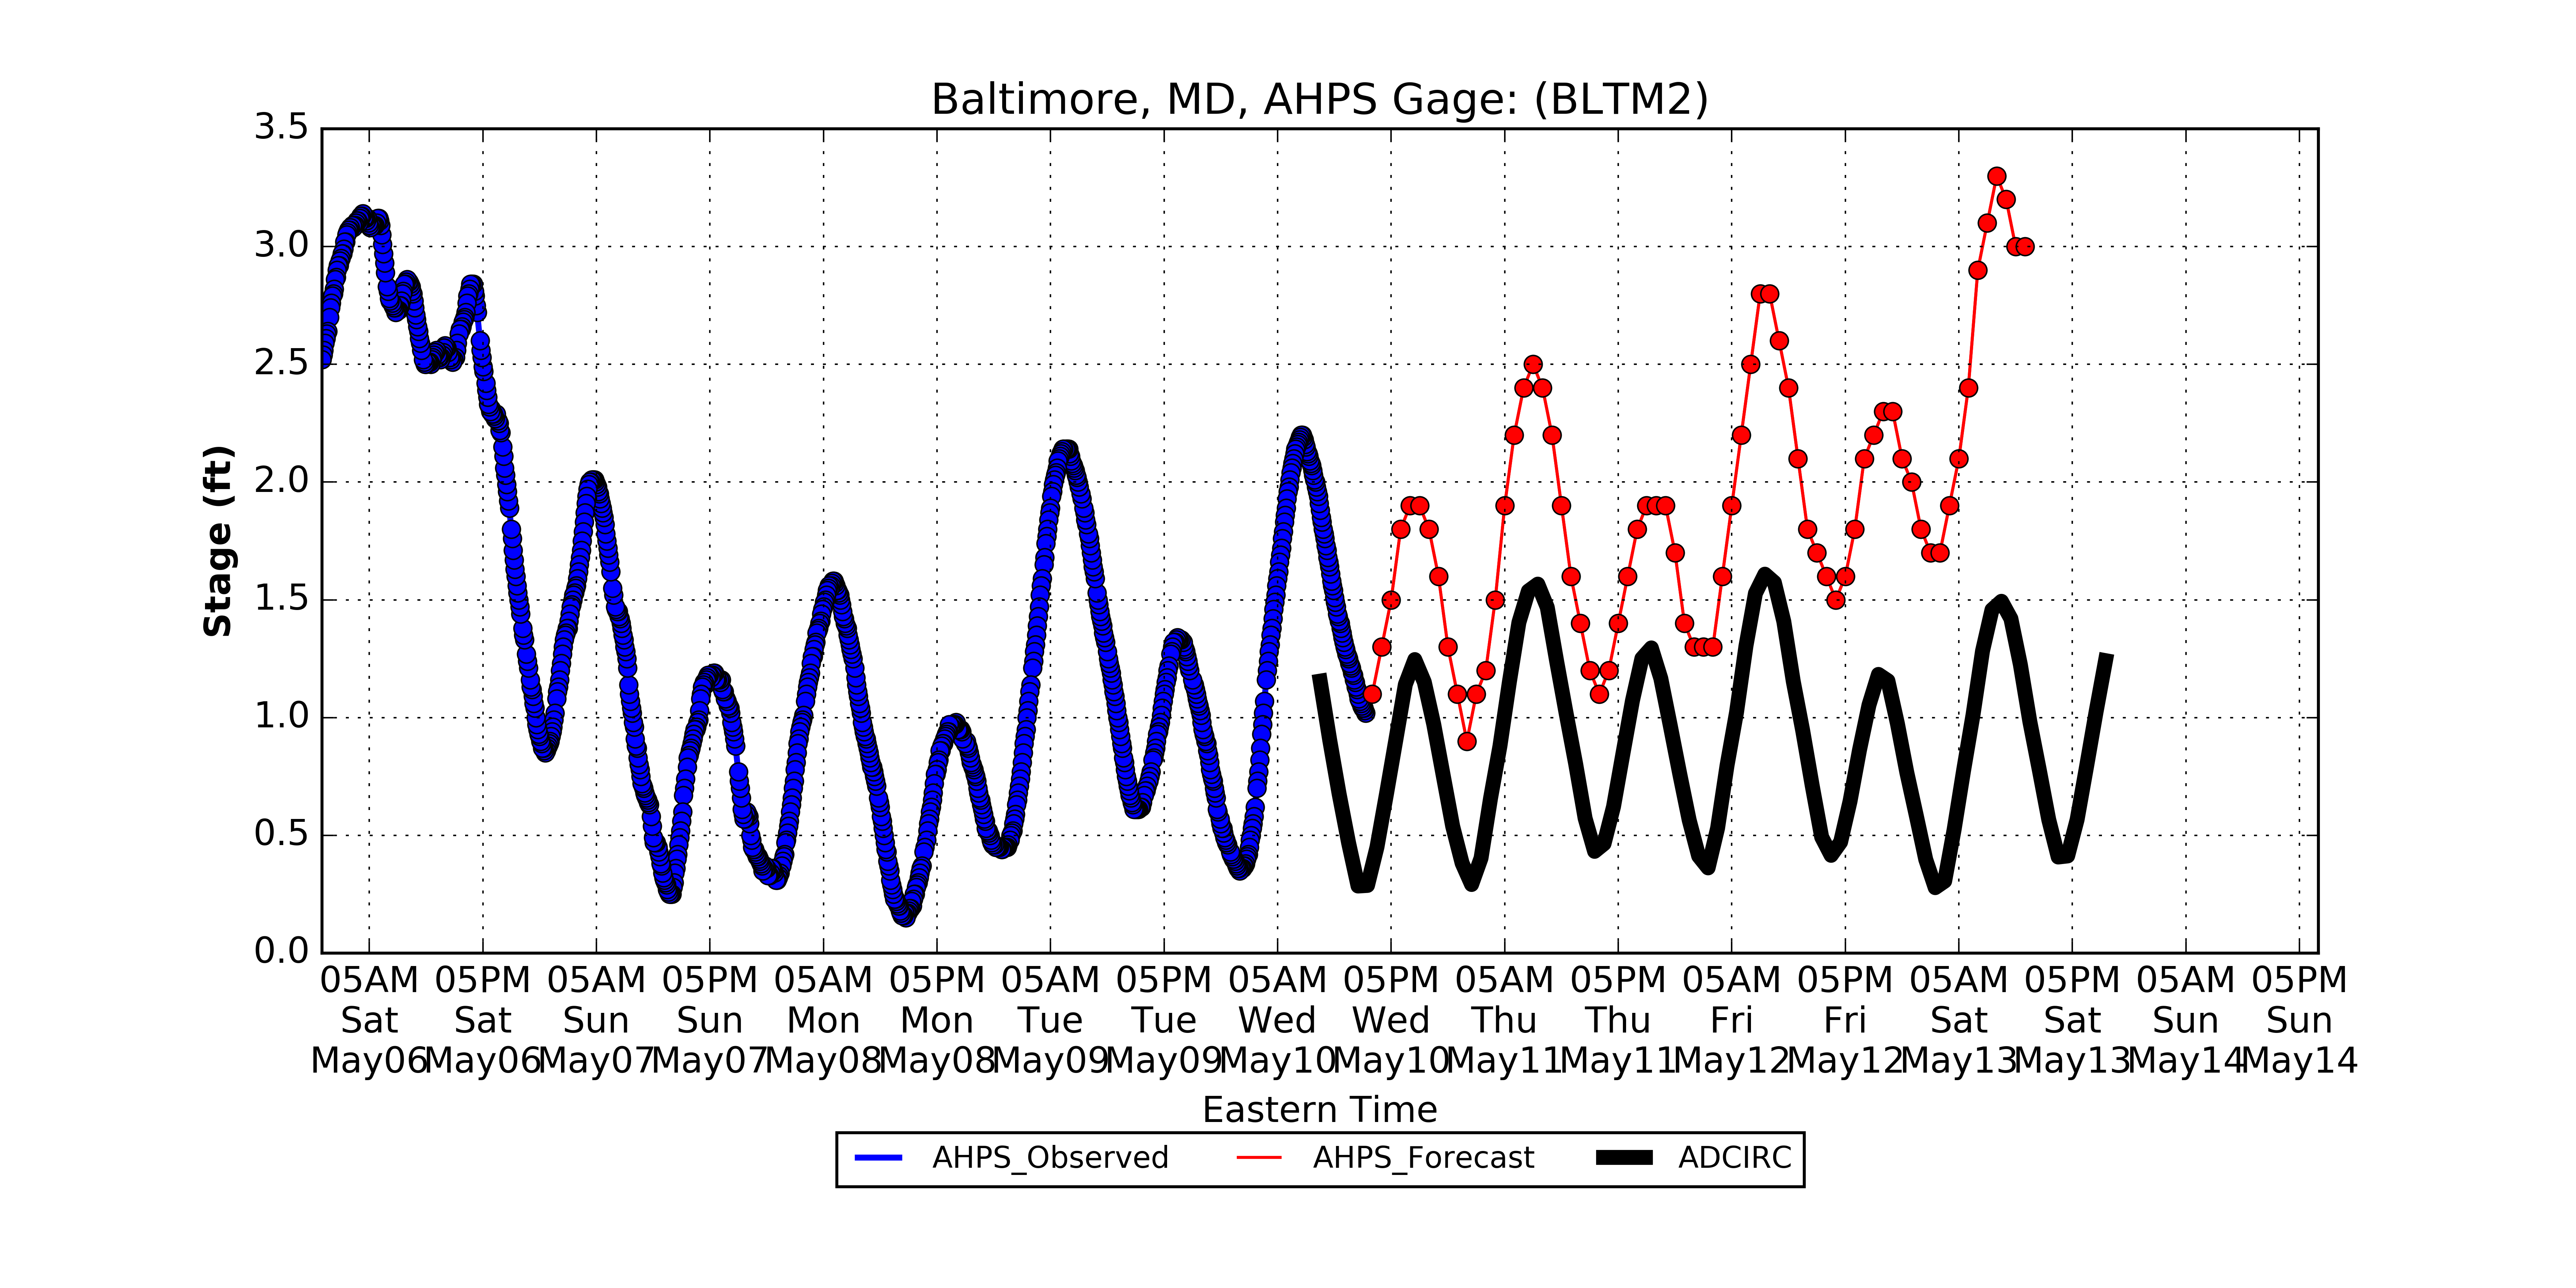 Baltimore, MD, AHPS Gage: (BLTM2)
3.5
3.0
2.5
2.0
1.5
1.0
0.5
0.0
Stage (ft)
05AM 05PM 05AM 05PM 05AM 05PM 05AM 05PM 05AM 05PM 05AM 05PM 05AM 05PM 05AM 05PM 05AM 05PM
Sat Sat Sun Sun Mon Mon Tue Tue Wed Wed Thu Thu Fri Fri Sat Sat Sun Sun
May06 May06 May07 May07 May08 May08 May09 May09 May10 May10 May11 May11 May12 May12 May13 May13 May14 May14
Eastern Time
AHPS_Observed AHPS_Forecast ADCIRC